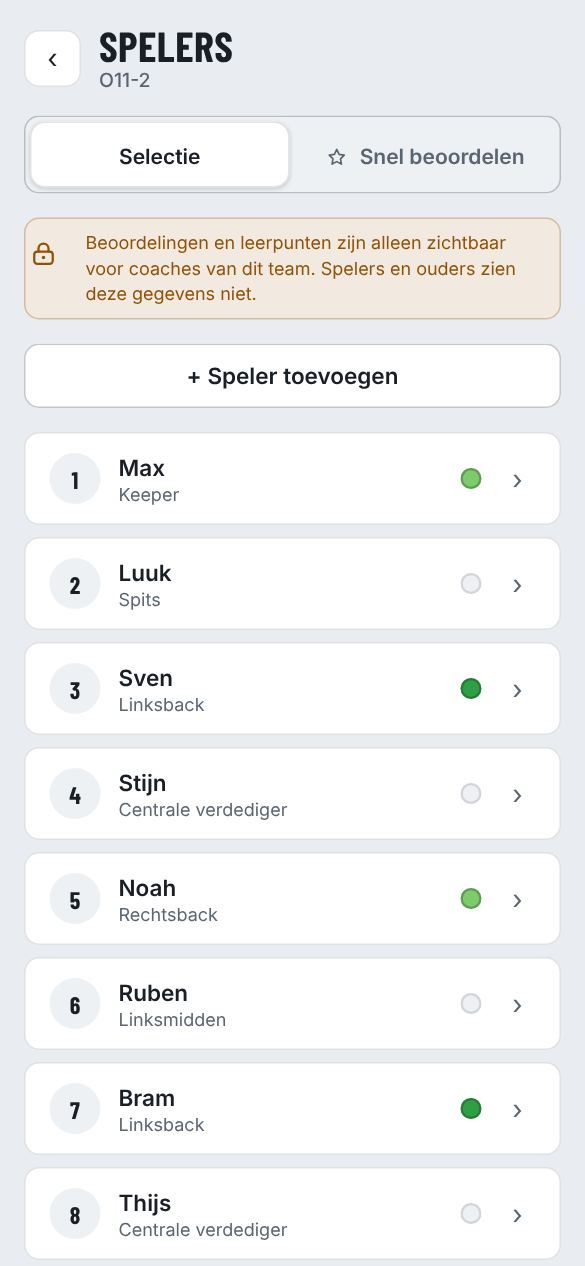 ‹
SPELERS
O11-2
Selectie
Snel beoordelen
Beoordelingen en leerpunten zijn alleen zichtbaar
voor coaches van dit team. Spelers en ouders zien
deze gegevens niet.
+ Speler toevoegen
1
Max
Keeper
›
2
Luuk
Spits
›
3
Sven
Linksback
›
4
Stijn
Centrale verdediger
›
5
Noah
Rechtsback
›
6
Ruben
Linksmidden
›
7
Bram
Linksback
›
8
Thijs
Centrale verdediger
›